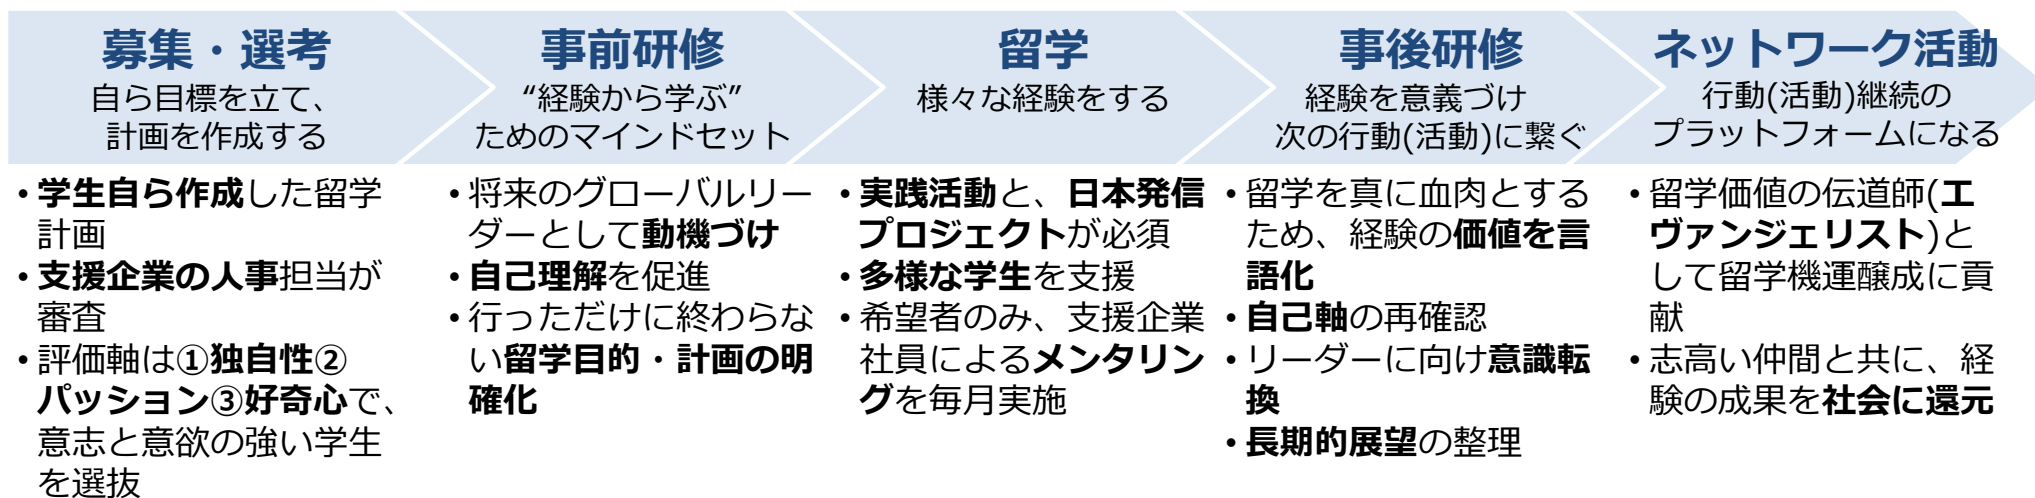 募集・選考
自ら目標を立て、
計画を作成する
・学生自ら作成した留学
計画
・支援企業の人事担当が
審査
・評価軸は①独自性②
パッション③好奇心で、
意志と意欲の強い学生
を選抜
事前研修
“経験から学ぶ”
ためのマインドセット
・将来のグローバルリー
ダーとして動機づけ
・自己理解を促進
・行っただけに終わらな
い留学目的・計画の明
確化
留学
様々な経験をする
・実践活動と、日本発信
プロジェクトが必須
・多様な学生を支援
・希望者のみ、支援企業
社員によるメンタリン
グを毎月実施
事後研修
経験を意義づけ
次の行動(活動)に繋ぐ
・留学を真に血肉とする
ため、経験の価値を言
語化
・自己軸の再確認
・リーダーに向け意識転
換
・長期的展望の整理
ネットワーク活動
行動(活動)継続の
プラットフォームになる
・留学価値の伝道師(エ
ヴァンジェリスト)と
して留学機運醸成に貢
献
・志高い仲間と共に、経
験の成果を社会に還元